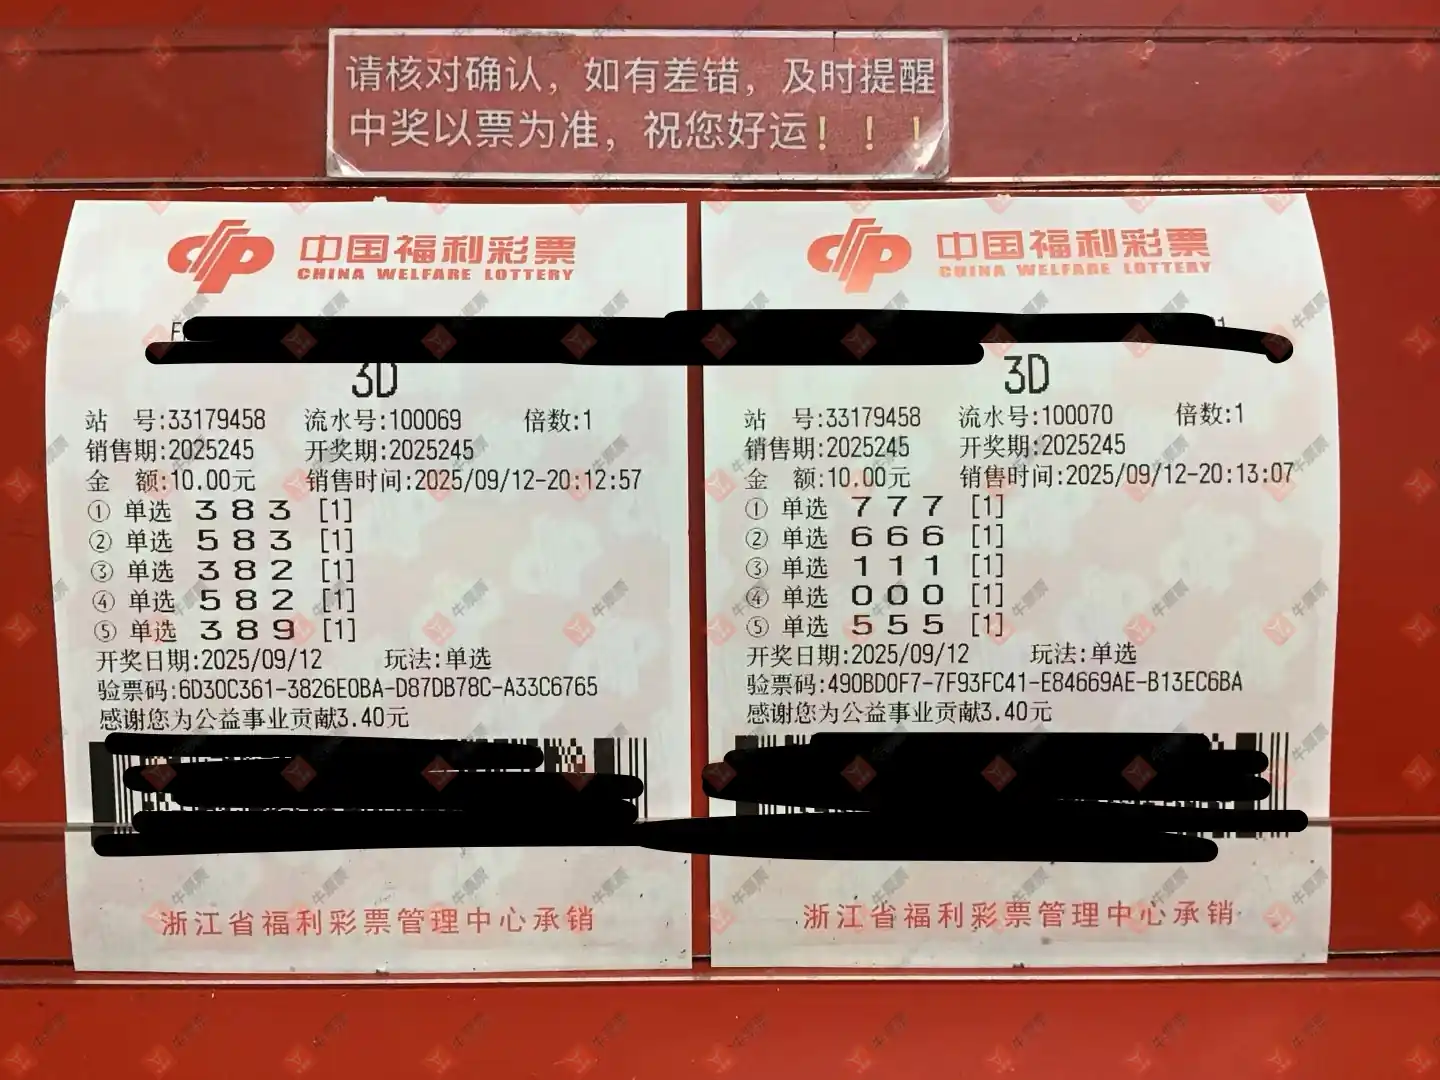 请核对确认，如有差错，及时提醒
中奖以票为准，祝您好运！！！
中国福利彩票
CHINA WELFARE LOTTERY
3D
站 号:33179458 流水号:100069 倍数:1
销售期:2025245 开奖期:2025245
金 额:10.00元 销售时间:2025/09/12-20:12:57
① 单选 3 8 3 [1]
② 单选 5 8 3 [1]
③ 单选 3 8 2 [1]
④ 单选 5 8 2 [1]
⑤ 单选 3 8 9 [1]
开奖日期:2025/09/12 玩法:单选
验票码:6D30C361-3826E0BA-D87DB78C-A33C6765
感谢您为公益事业贡献3.40元
浙江省福利彩票管理中心承销
中国福利彩票
CHINA WELFARE LOTTERY
3D
站 号:33179458 流水号:100070 倍数:1
销售期:2025245 开奖期:2025245
金 额:10.00元 销售时间:2025/09/12-20:13:07
① 单选 7 7 7 [1]
② 单选 6 6 6 [1]
③ 单选 1 1 1 [1]
④ 单选 0 0 0 [1]
⑤ 单选 5 5 5 [1]
开奖日期:2025/09/12 玩法:单选
验票码:490BD0F7-7F93FC41-E84669AE-B13EC6BA
感谢您为公益事业贡献3.40元
浙江省福利彩票管理中心承销